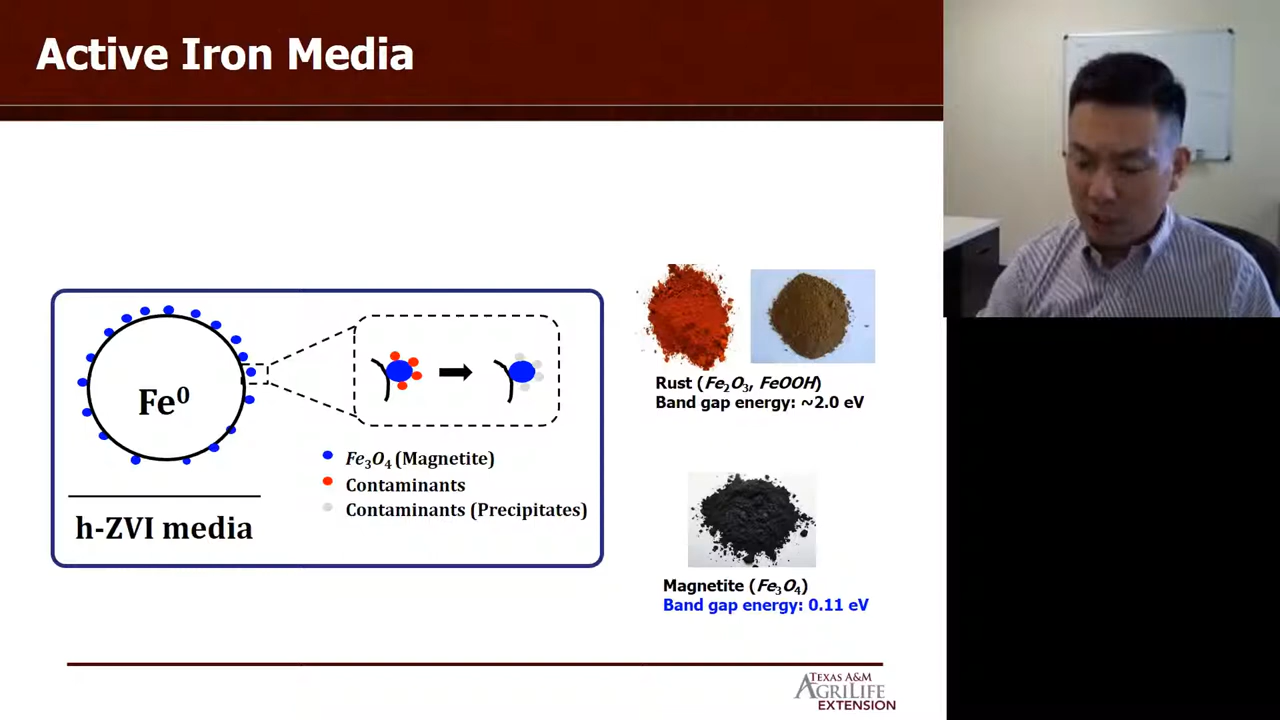 Active Iron Media
Fe⁰
h-ZVI media
Fe₃O₄ (Magnetite)
Contaminants
Contaminants (Precipitates)
Rust (Fe₂O₃, FeOOH)
Band gap energy: ~2.0 eV
Magnetite (Fe₃O₄)
Band gap energy: 0.11 eV
TEXAS A&M
AGRILIFE
EXTENSION